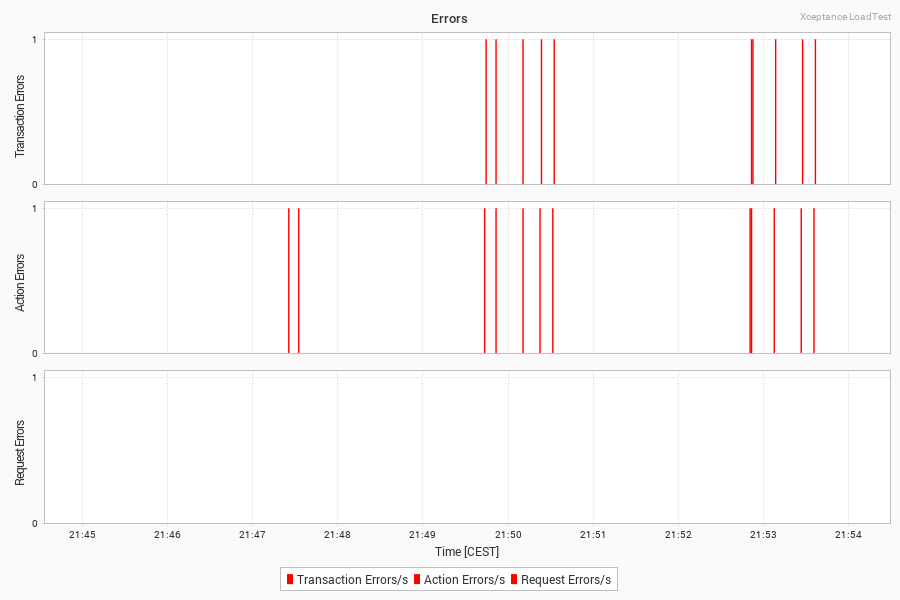 Errors
Xceptance LoadTest
Transaction Errors
1
0
Action Errors
1
0
Request Errors
1
0
21:45 21:46 21:47 21:48 21:49 21:50 21:51 21:52 21:53 21:54
Time [CEST]
Transaction Errors/s Action Errors/s Request Errors/s